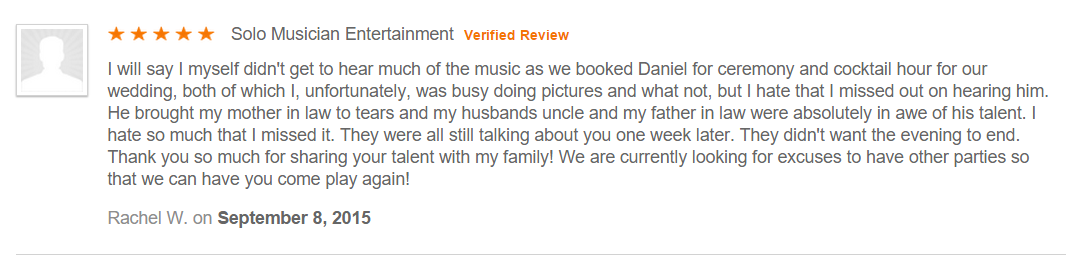 Solo Musician Entertainment Verified Review
I will say I myself didn't get to hear much of the music as we booked Daniel for ceremony and cocktail hour for our
wedding, both of which I, unfortunately, was busy doing pictures and what not, but I hate that I missed out on hearing him.
He brought my mother in law to tears and my husbands uncle and my father in law were absolutely in awe of his talent. I
hate so much that I missed it. They were all still talking about you one week later. They didn't want the evening to end.
Thank you so much for sharing your talent with my family! We are currently looking for excuses to have other parties so
that we can have you come play again!
Rachel W. on September 8, 2015